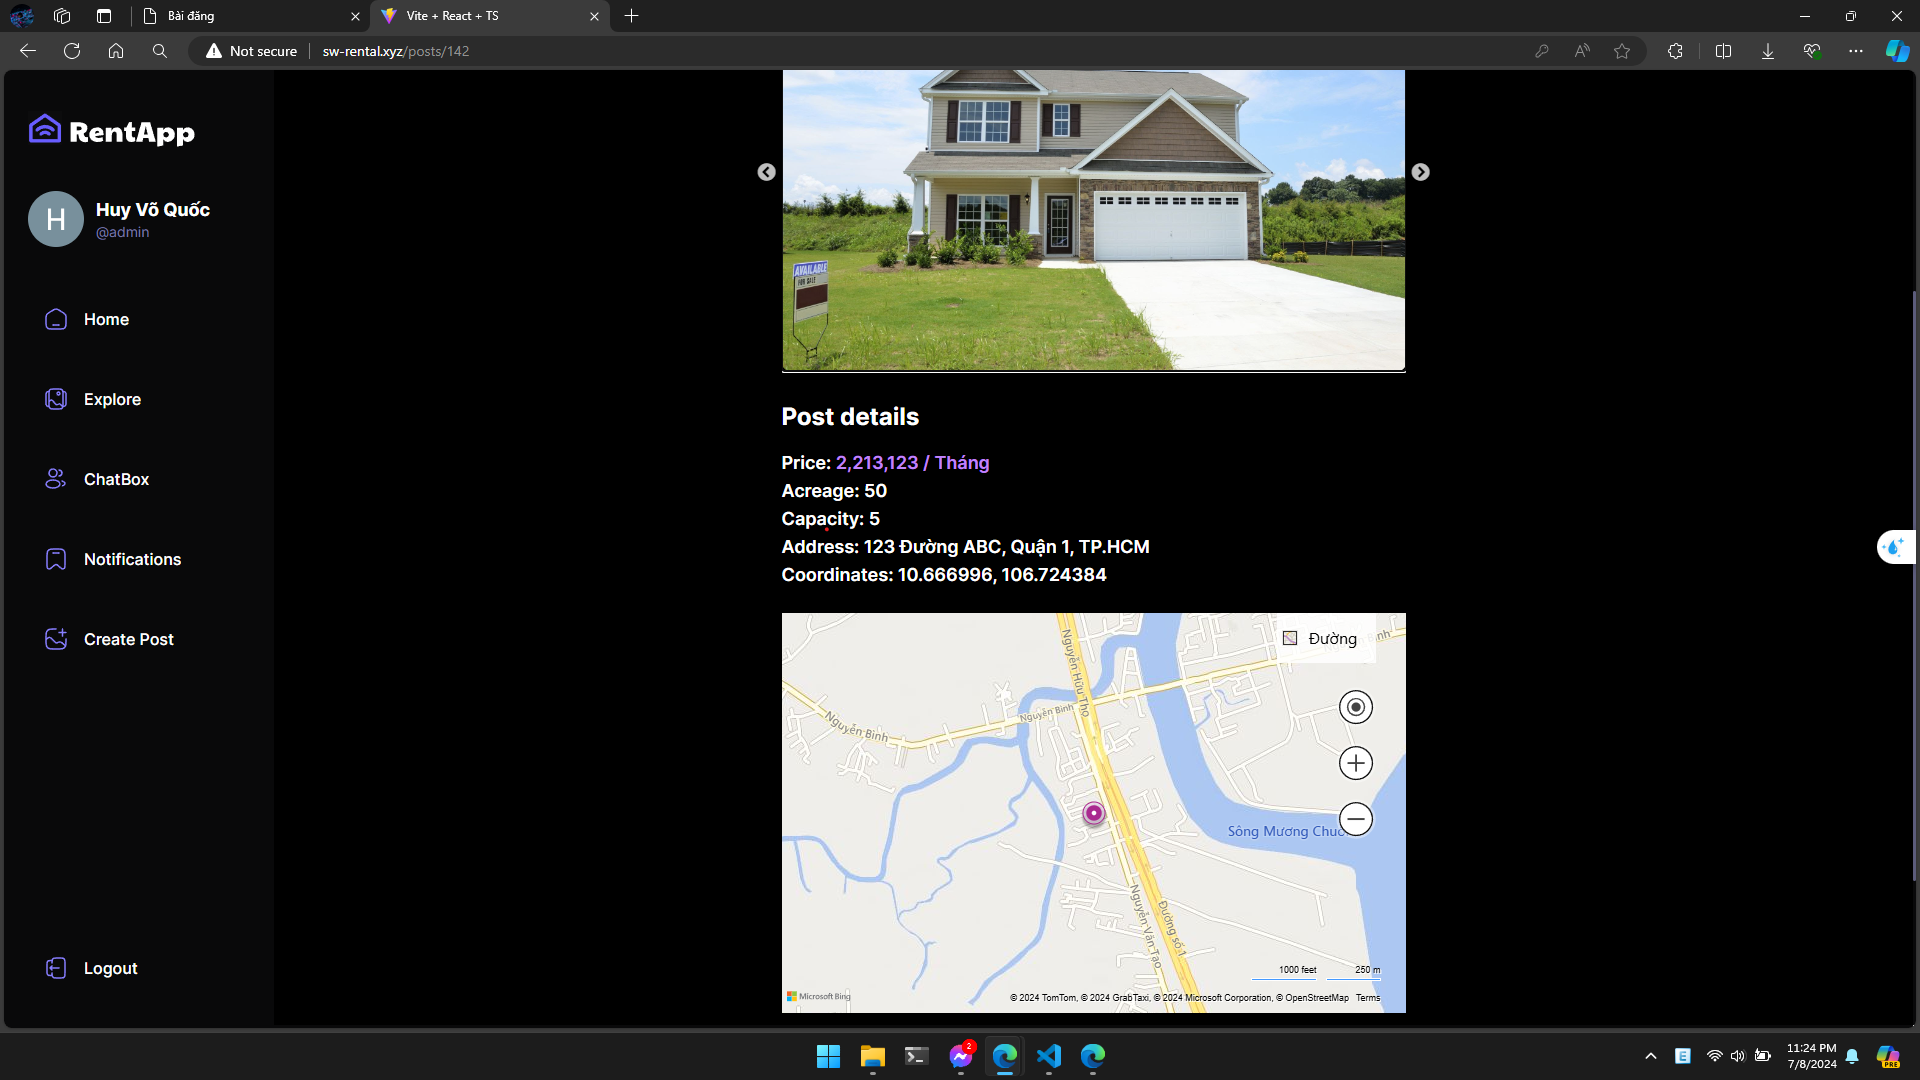 Bài đăng
Vite + React + TS
Not secure
sw-rental.xyz/posts/142
RentApp
H
Huy Võ Quốc
@admin
Home
Explore
ChatBox
Notifications
Create Post
Logout
AVAILABLE
FOR SALE
Post details
Price: 2,213,123 / Tháng
Acreage: 50
Capacity: 5
Address: 123 Đường ABC, Quận 1, TP.HCM
Coordinates: 10.666996, 106.724384
Đường
Nguyễn Hữu Thọ
Nguyễn Bình
Nguyễn Bình
Bình
Sông Mương Chuố
Nguyễn Văn Tạo
Đường số 1
1000 feet
250 m
Microsoft Bing
© 2024 TomTom, © 2024 GrabTaxi, © 2024 Microsoft Corporation, © OpenStreetMap Terms
2
E
11:24 PM
7/8/2024
PRE